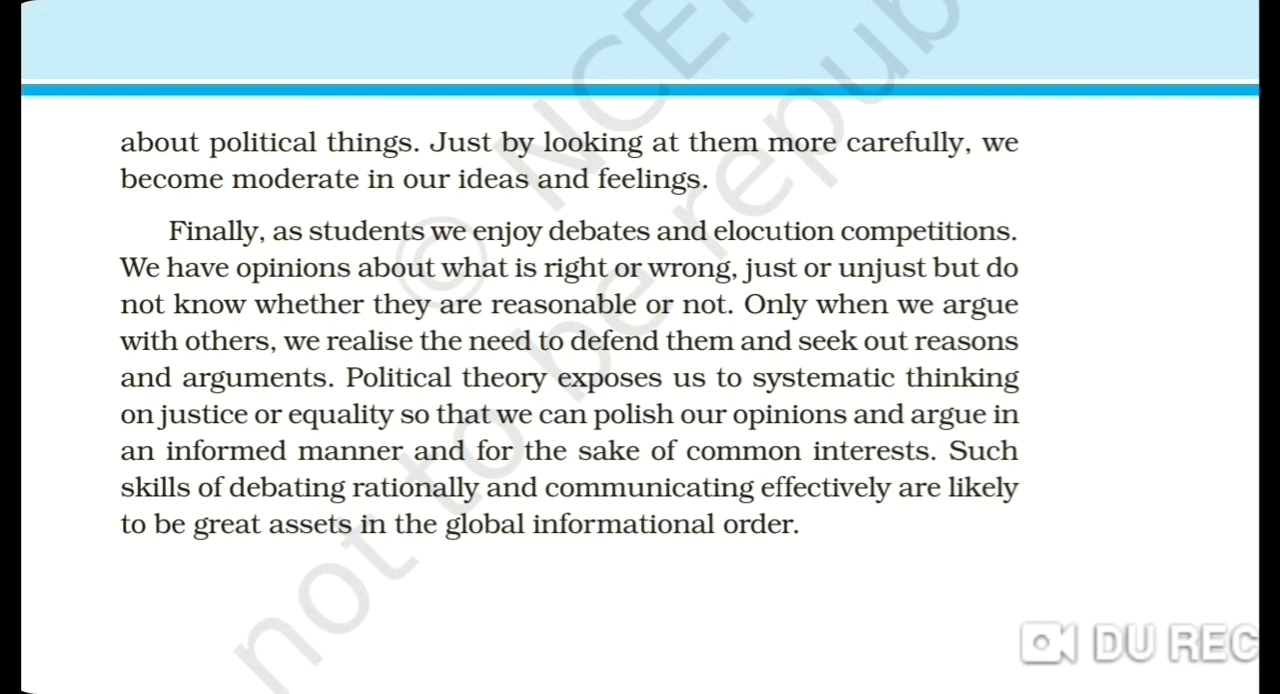 about political things. Just by looking at them more carefully, we
become moderate in our ideas and feelings.
Finally, as students we enjoy debates and elocution competitions.
We have opinions about what is right or wrong, just or unjust but do
not know whether they are reasonable or not. Only when we argue
with others, we realise the need to defend them and seek out reasons
and arguments. Political theory exposes us to systematic thinking
on justice or equality so that we can polish our opinions and argue in
an informed manner and for the sake of common interests. Such
skills of debating rationally and communicating effectively are likely
to be great assets in the global informational order.
© NCE
not to be repub
DU REC